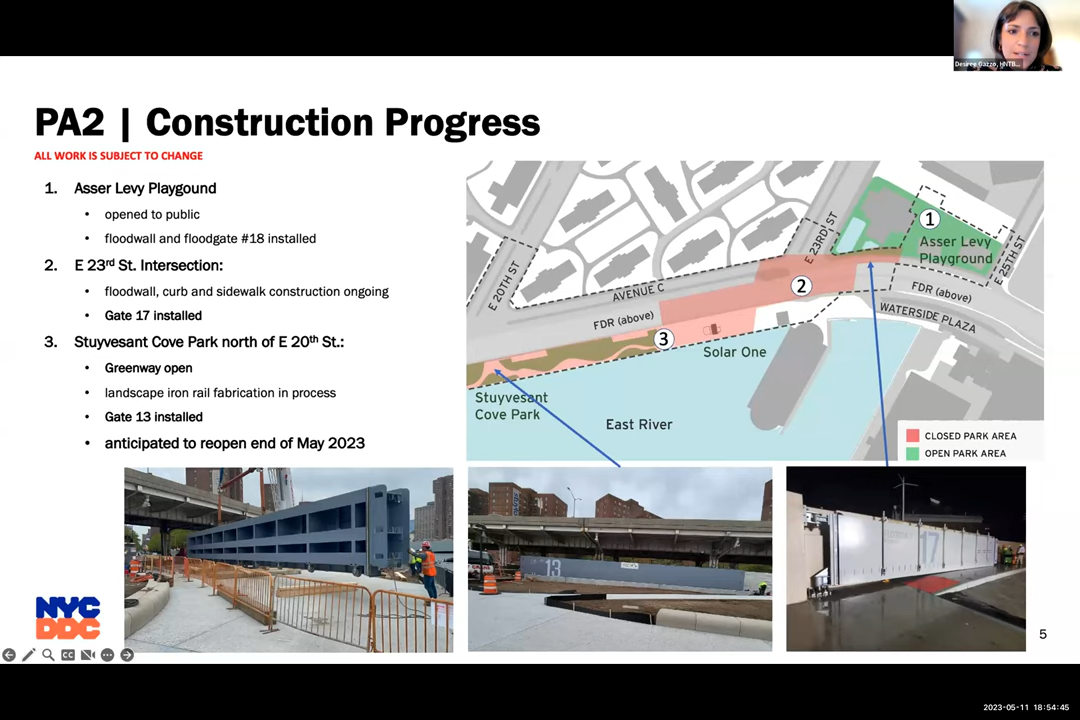 Desiree Gazzo, HNTB...
PA2 | Construction Progress
ALL WORK IS SUBJECT TO CHANGE
1. Asser Levy Playgound
• opened to public
• floodwall and floodgate #18 installed
2. E 23rd St. Intersection:
• floodwall, curb and sidewalk construction ongoing
• Gate 17 installed
3. Stuyvesant Cove Park north of E 20th St.:
• Greenway open
• landscape iron rail fabrication in process
• Gate 13 installed
• anticipated to reopen end of May 2023
E 20TH ST
AVENUE C
FDR (above)
E 23RD ST
1
Asser Levy
Playground
E 25TH ST
2
FDR (above)
WATERSIDE PLAZA
3
Solar One
Stuyvesant
Cove Park
East River
CLOSED PARK AREA
OPEN PARK AREA
13
17
NYC
DDC
CC
5
2023-05-11 18:54:45